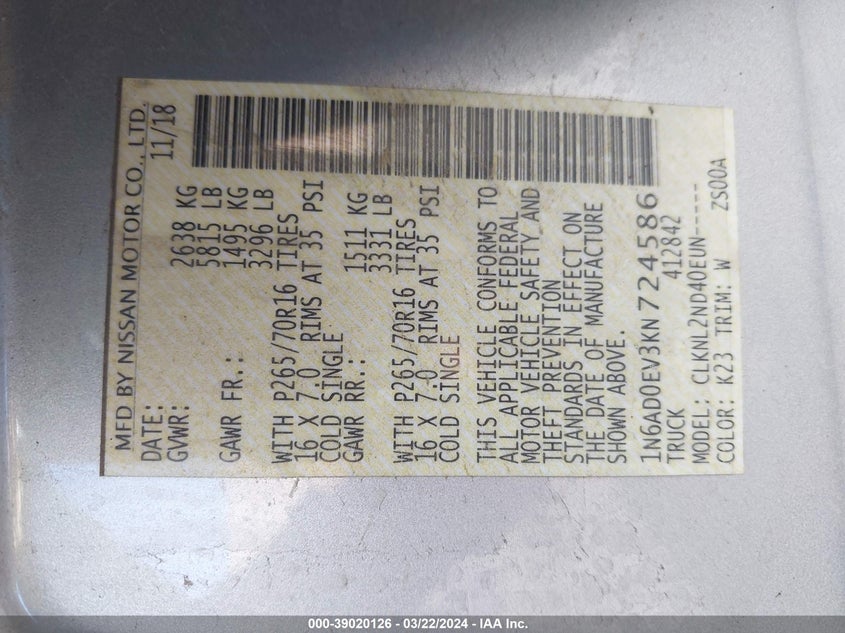 MFD BY NISSAN MOTOR CO., LTD.
DATE: 11/18
GVWR: 2638 KG
5815 LB
GAWR FR.: 1495 KG
3296 LB
WITH P265/70R16 TIRES
16 X 7.0 RIMS AT 35 PSI
COLD SINGLE
GAWR RR.: 1511 KG
3331 LB
WITH P265/70R16 TIRES
16 X 7.0 RIMS AT 35 PSI
COLD SINGLE
THIS VEHICLE CONFORMS TO
ALL APPLICABLE FEDERAL
MOTOR VEHICLE SAFETY AND
THEFT PREVENTION
STANDARDS IN EFFECT ON
THE DATE OF MANUFACTURE
SHOWN ABOVE.
1N6AD0EV3KN724586
TRUCK 412842
MODEL: CLKNL2ND40EUN-----
COLOR: K23 TRIM: W ZS00A
000-39020126 - 03/22/2024 - IAA Inc.